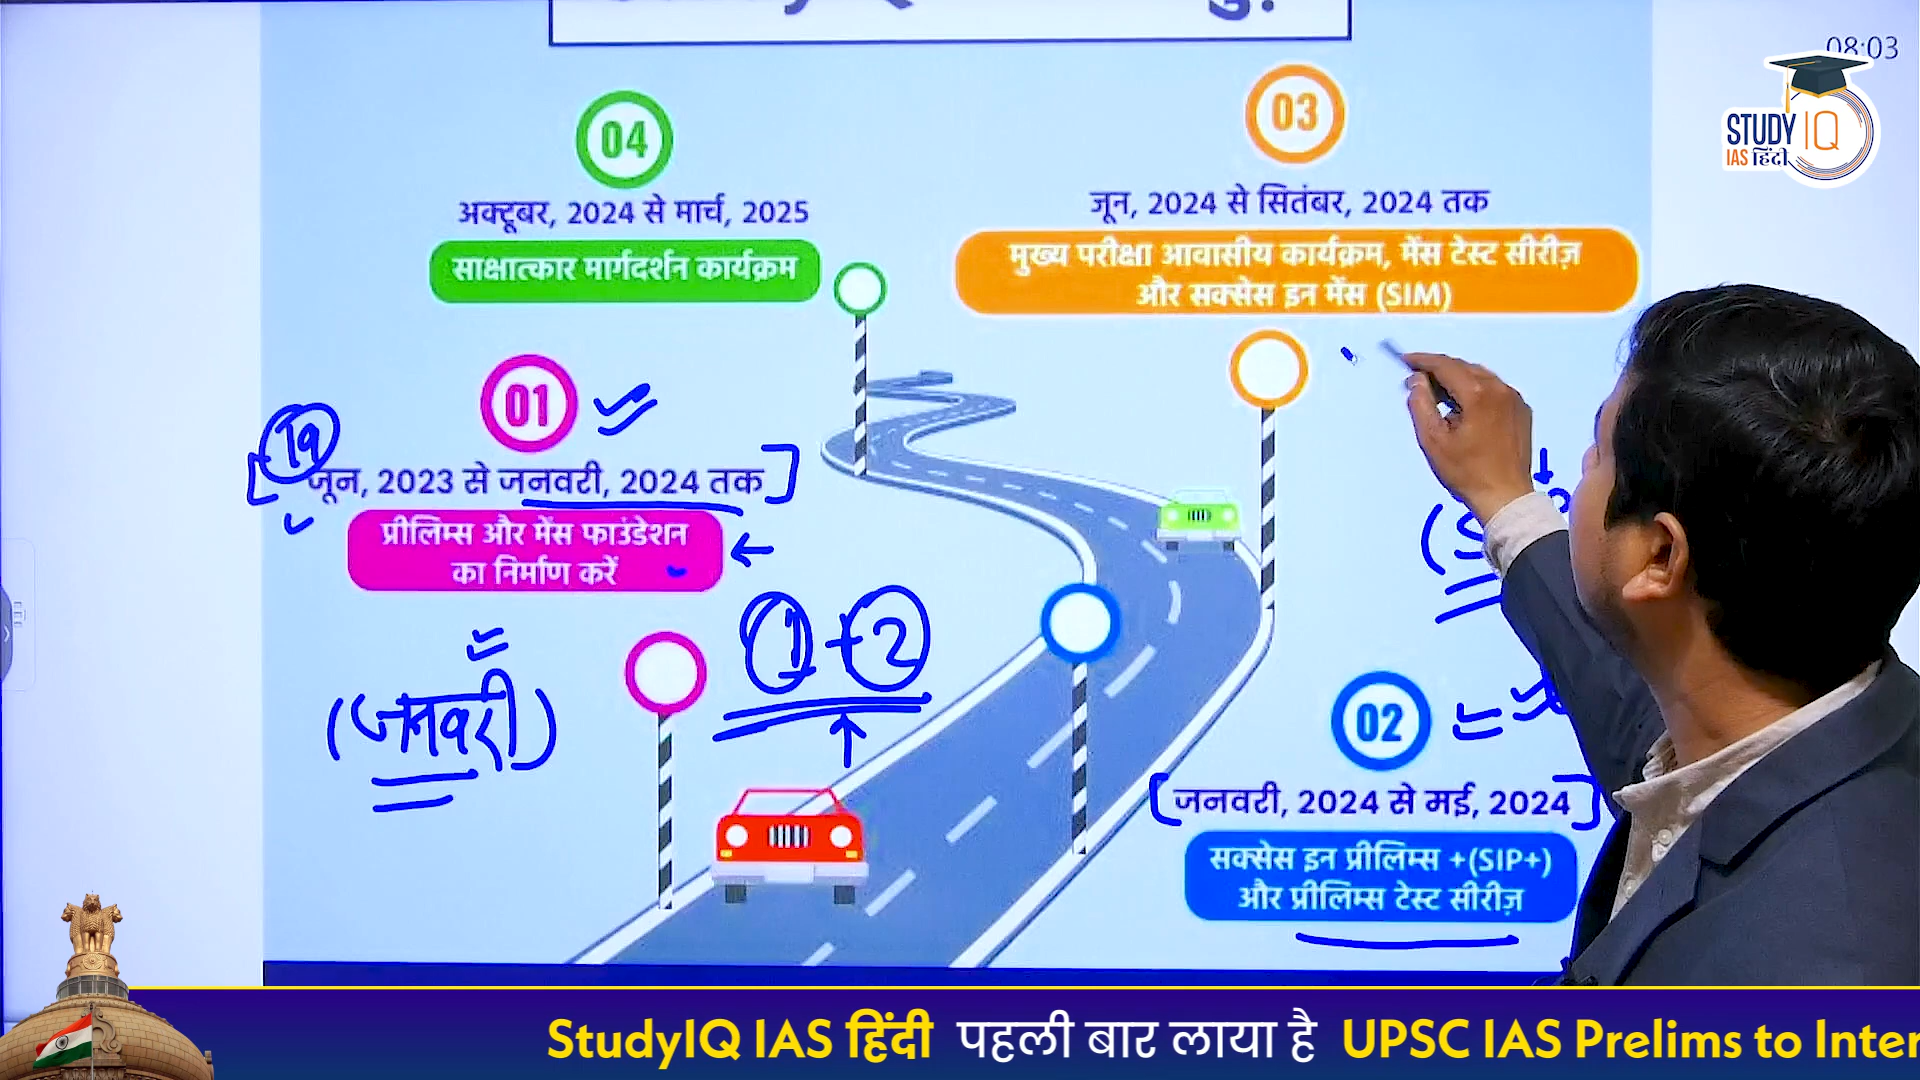 08:03
STUDY IQ
IAS हिंदी
04
अक्टूबर, 2024 से मार्च, 2025
साक्षात्कार मार्गदर्शन कार्यक्रम
03
जून, 2024 से सितंबर, 2024 तक
मुख्य परीक्षा आवासीय कार्यक्रम, मेंस टेस्ट सीरीज़
और सक्सेस इन मेंस (SIM)
01
19
जून, 2023 से जनवरी, 2024 तक
प्रीलिम्स और मेंस फाउंडेशन
का निर्माण करें
1 + 2
(जनवरी)
02
जनवरी, 2024 से मई, 2024
सक्सेस इन प्रीलिम्स +(SIP+)
और प्रीलिम्स टेस्ट सीरीज़
StudyIQ IAS हिंदी पहली बार लाया है UPSC IAS Prelims to Inter